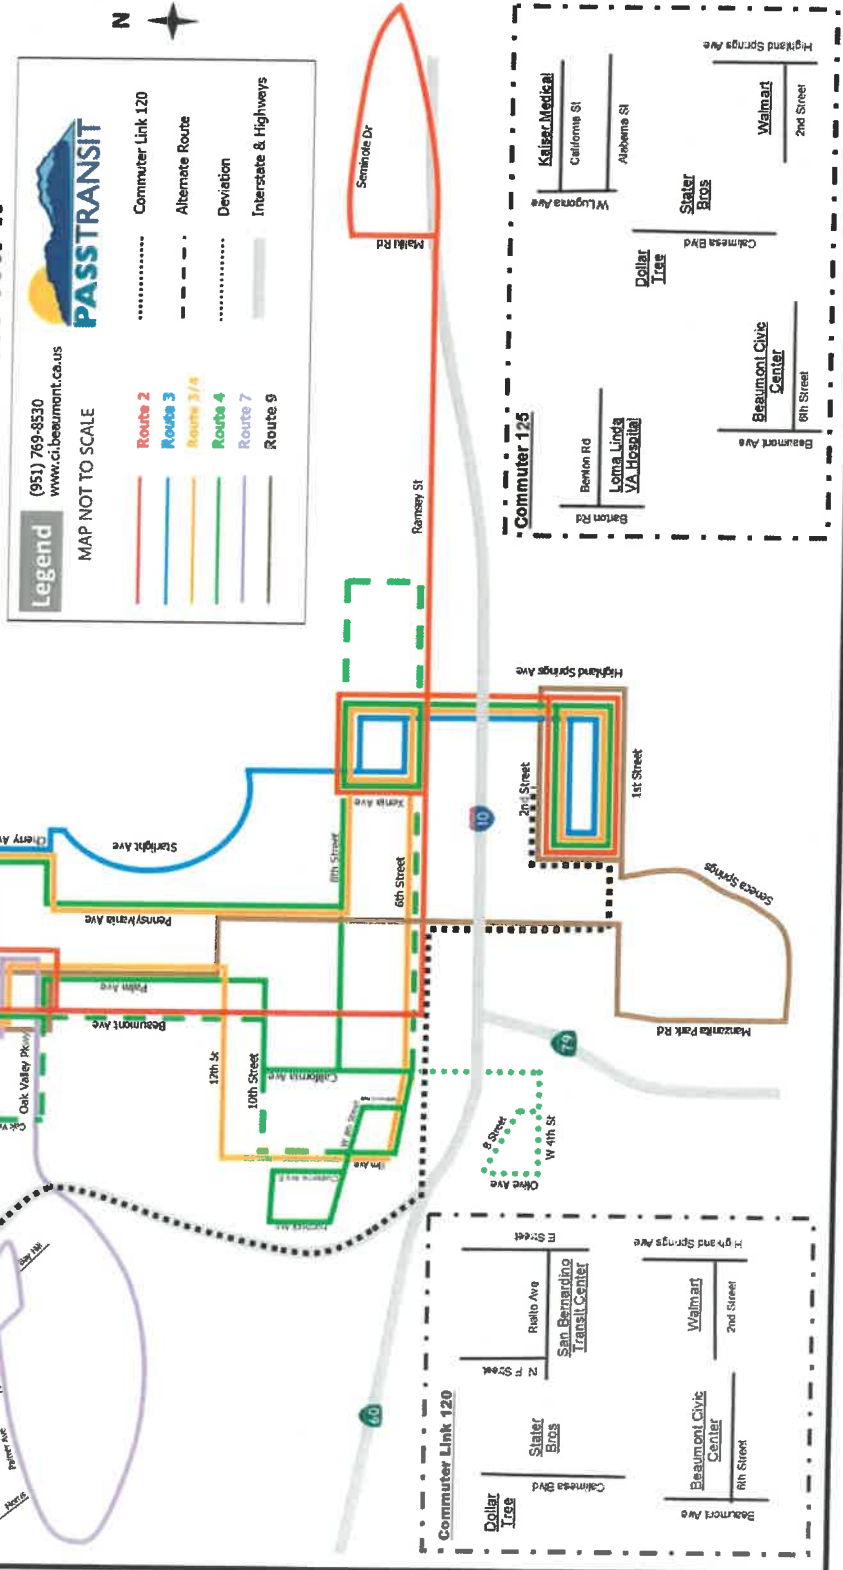 N
Legend
(951) 769-8530
www.ci.beaumont.ca.us
PASSTRANSIT
MAP NOT TO SCALE
Route 2
Route 3
Route 3/4
Route 4
Route 7
Route 9
Commuter Link 120
Alternate Route
Deviation
Interstate & Highways
Seminole Dr
Malki Rd
Ramsey St
Cherry Av
Starlight Ave
Pennsylvania Ave
Palm Ave
Beaumont Ave
Oak Valley Pkwy
12th St
10th Street
California Ave
8th Street
6th Street
Xenia Ave
Elm Ave
10
Highland Springs Ave
2nd Street
1st Street
Seneca Springs
Manzanita Park Rd
79
B Street
W 4th St
Olive Ave
60
Palmer Ave
Commuter Link 120
Dollar
Tree
Calimesa Blvd
Stater
Bros
Rialto Ave
E Street
San Bernardino
Transit Center
Beaumont Ave
Beaumont Civic
Center
6th Street
Walmart
2nd Street
Highland Springs Ave
Commuter 125
Barton Rd
Benton Rd
Loma Linda
VA Hospital
W Lugonia Ave
Kaiser Medical
California St
Alabama St
Dollar
Tree
Calimesa Blvd
Stater
Bros
Beaumont Ave
Beaumont Civic
Center
6th Street
Walmart
2nd Street
Highland Springs Ave